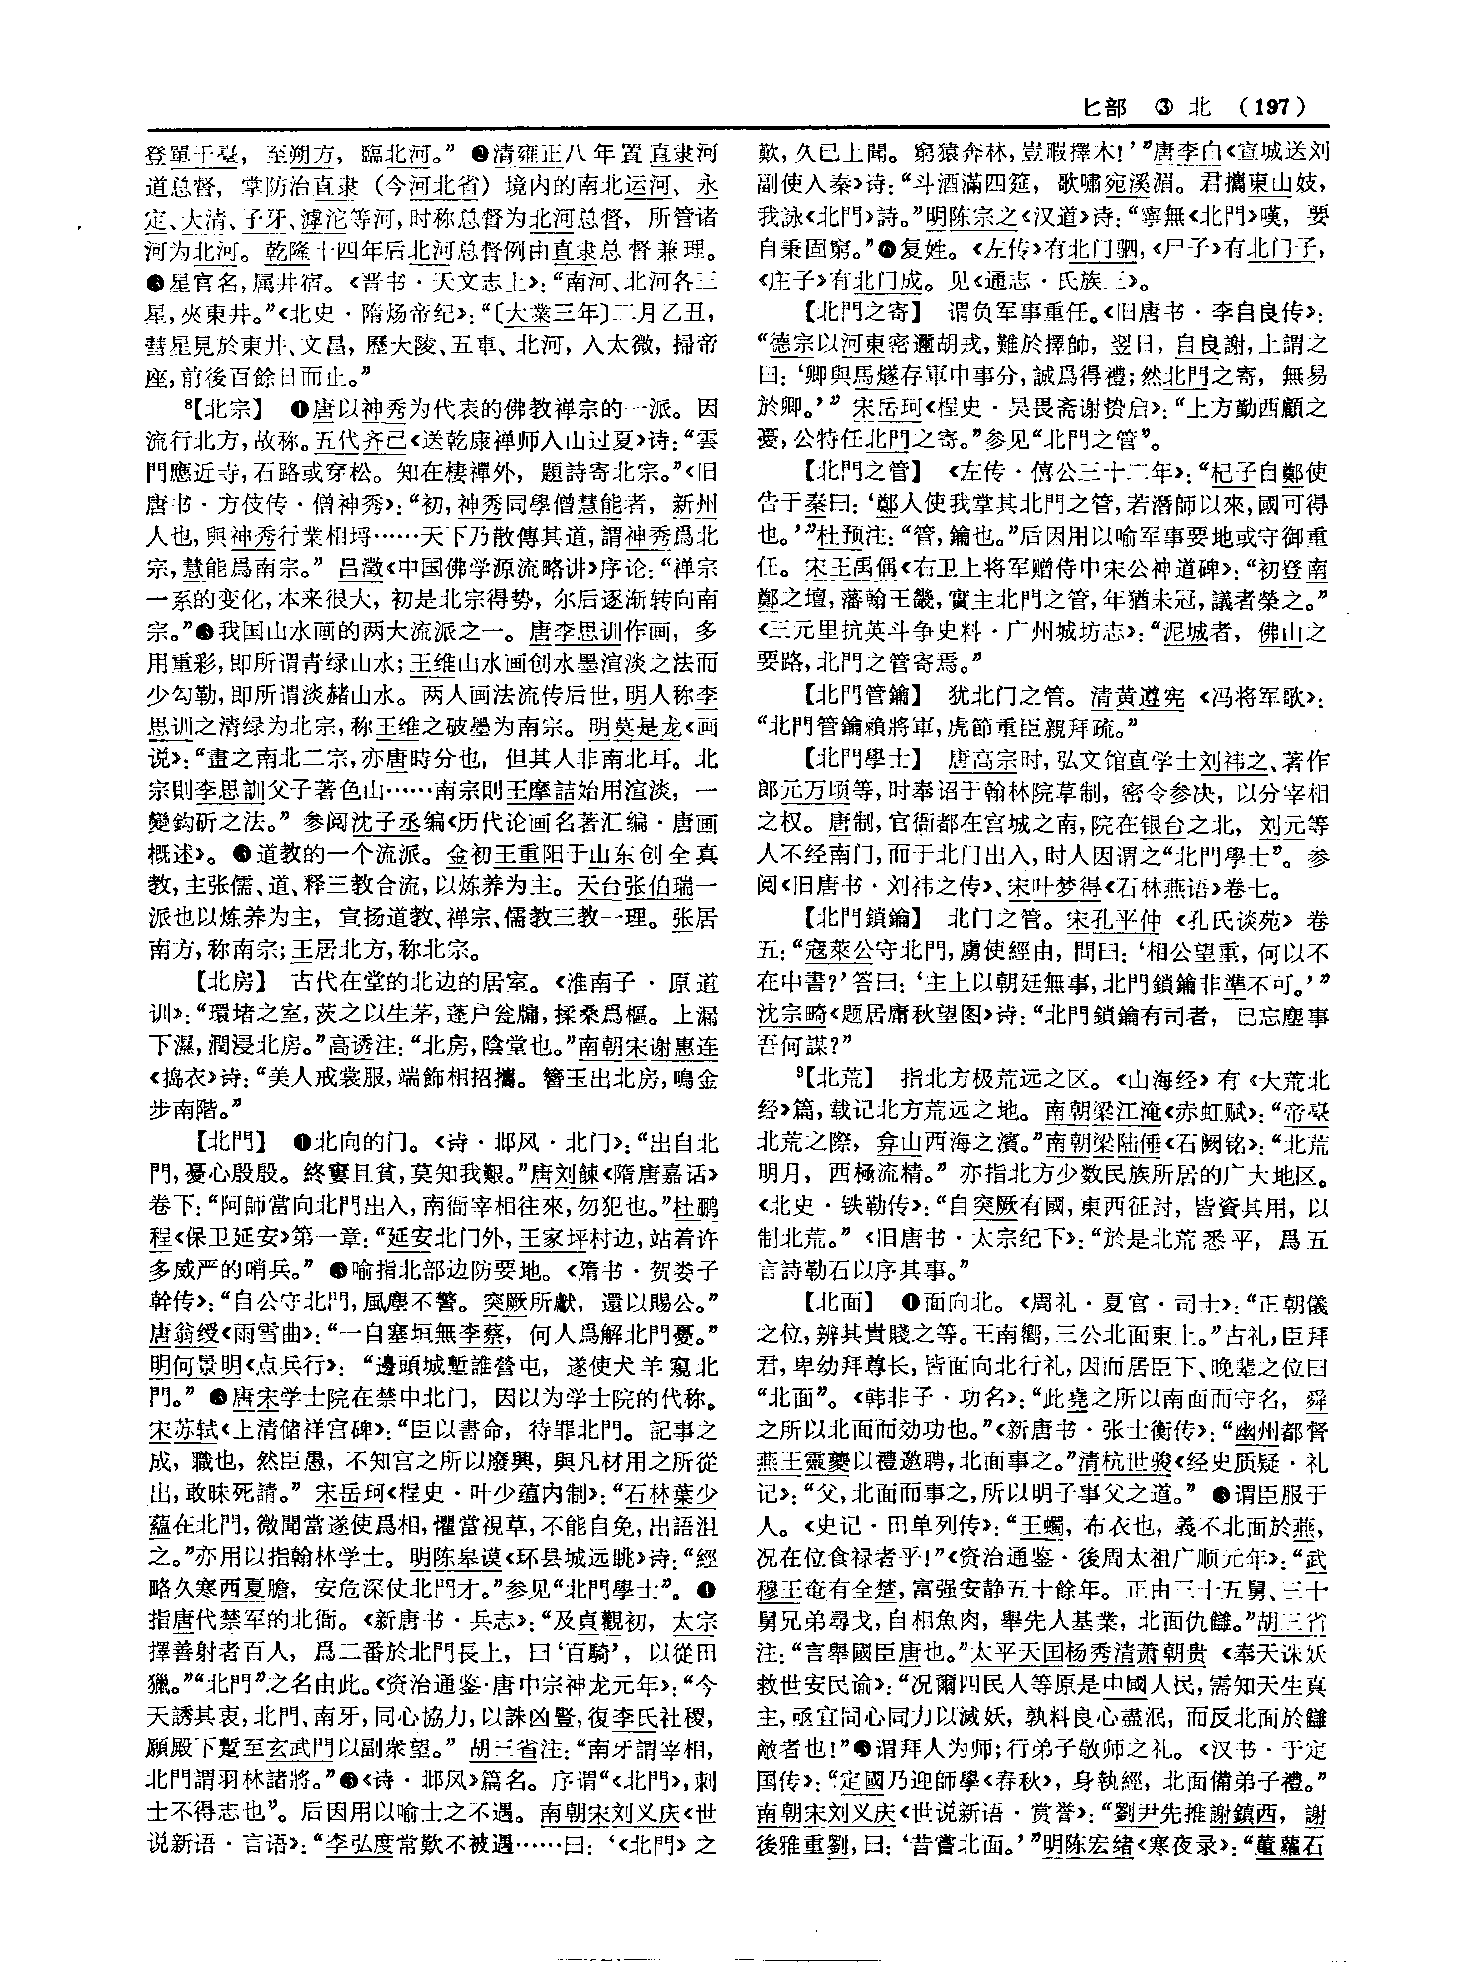 匕部　③北　（197）
登單于臺，至朔方，臨北河。”❷清雍正八年置直隶河
道总督，掌防治直隶（今河北省）境内的南北运河、永
定、大清、子牙、滹沱等河，时称总督为北河总督，所管诸
河为北河。乾隆十四年后北河总督例由直隶总督兼理。
❸星官名，属井宿。《晋书·天文志上》：“南河、北河各三
星，夾東井。”《北史·隋炀帝纪》：“〔大業三年〕二月乙丑，
彗星見於東井、文昌，歷大陵、五車、北河，入太微，掃帝
座，前後百餘日而止。”
⁸【北宗】　❶唐以神秀为代表的佛教禅宗的一派。因
流行北方，故称。五代齐己《送乾康禅师入山过夏》诗：“雲
門應近寺，石路或穿松。知在棲禪外，題詩寄北宗。”《旧
唐书·方伎传·僧神秀》：“初，神秀同學僧慧能者，新州
人也，與神秀行業相埒……天下乃散傳其道，謂神秀爲北
宗，慧能爲南宗。”吕澂《中国佛学源流略讲》序论：“禅宗
一系的变化，本来很大，初是北宗得势，尔后逐渐转向南
宗。”❷我国山水画的两大流派之一。唐李思训作画，多
用重彩，即所谓青绿山水；王维山水画创水墨渲淡之法而
少勾勒，即所谓淡赭山水。两人画法流传后世，明人称李
思训之清绿为北宗，称王维之破墨为南宗。明莫是龙《画
说》：“畫之南北二宗，亦唐時分也，但其人非南北耳。北
宗則李思訓父子著色山……南宗則王摩詰始用渲淡，一
變鈎斫之法。”参阅沈子丞编《历代论画名著汇编·唐画
概述》。❸道教的一个流派。金初王重阳于山东创全真
教，主张儒、道、释三教合流，以炼养为主。天台张伯瑞一
派也以炼养为主，宣扬道教、禅宗、儒教三教一理。张居
南方，称南宗；王居北方，称北宗。
【北房】　古代在堂的北边的居室。《淮南子·原道
训》：“環堵之室，茨之以生茅，蓬户瓮牖，揉桑爲樞。上漏
下濕，潤浸北房。”高诱注：“北房，陰堂也。”南朝宋谢惠连
《捣衣》诗：“美人戒裳服，端飾相招攜。簪玉出北房，鳴金
步南階。”
【北門】　❶北向的门。《诗·邶风·北门》：“出自北
門，憂心殷殷。終窶且貧，莫知我艱。”唐刘餗《隋唐嘉话》
卷下：“阿師當向北門出入，南衙宰相往來，勿犯也。”杜鹏
程《保卫延安》第一章：“延安北门外，王家坪村边，站着许
多威严的哨兵。”❷喻指北部边防要地。《隋书·贺娄子
幹传》：“自公守北門，風塵不警。突厥所獻，還以賜公。”
唐翁绶《雨雪曲》：“一自塞垣無李蔡，何人爲解北門憂。”
明何景明《点兵行》：“邊頭城塹誰營屯，遂使犬羊窺北
門。”❸唐宋学士院在禁中北门，因以为学士院的代称。
宋苏轼《上清储祥宫碑》：“臣以書命，待罪北門。記事之
成，職也，然臣愚，不知宫之所以廢興，與凡材用之所從
出，敢昧死請。”宋岳珂《桯史·叶少蕴内制》：“石林葉少
藴在北門，微聞當遂使爲相，懼當視草，不能自免，出語沮
之。”亦用以指翰林学士。明陈皋谟《环县城远眺》诗：“經
略久寒西夏膽，安危深仗北門才。”参见“北門學士”。❹
指唐代禁军的北衙。《新唐书·兵志》：“及貞觀初，太宗
擇善射者百人，爲二番於北門長上，曰‘百騎’，以從田
獵。”“北門”之名由此。《资治通鉴·唐中宗神龙元年》：“今
天誘其衷，北門、南牙，同心協力，以誅凶豎，復李氏社稷，
願殿下蹔至玄武門以副衆望。”胡三省注：“南牙謂宰相，
北門謂羽林諸將。”❺《诗·邶风》篇名。序谓“《北門》，刺
士不得志也”。后因用以喻士之不遇。南朝宋刘义庆《世
说新语·言语》：“李弘度常歎不被遇……曰：‘《北門》之
歎，久已上聞。窮猿奔林，豈暇擇木！’”唐李白《宣城送刘
副使入秦》诗：“斗酒滿四筵，歌嘯宛溪湄。君攜東山妓，
我詠《北門》詩。”明陈宗之《汉道》诗：“寧無《北門》嘆，要
自秉固窮。”❻复姓。《左传》有北门驷，《尸子》有北门子，
《庄子》有北门成。见《通志·氏族三》。
【北門之寄】　谓负军事重任。《旧唐书·李自良传》：
“德宗以河東密邇胡戎，難於擇帥，翌日，自良謝，上謂之
曰：‘卿與馬燧存軍中事分，誠爲得禮；然北門之寄，無易
於卿。’”宋岳珂《桯史·吴畏斋谢贽启》：“上方勤西顧之
憂，公特任北門之寄。”参见“北門之管”。
【北門之管】　《左传·僖公三十二年》：“杞子自鄭使
告于秦曰：‘鄭人使我掌其北門之管，若潛師以來，國可得
也。’”杜预注：“管，鑰也。”后因用以喻军事要地或守御重
任。宋王禹偁《右卫上将军赠侍中宋公神道碑》：“初登南
鄭之壇，藩翰王畿，實主北門之管，年猶未冠，議者榮之。”
《三元里抗英斗争史料·广州城坊志》：“泥城者，佛山之
要路，北門之管寄焉。”
【北門管鑰】　犹北门之管。清黄遵宪《冯将军歌》：
“北門管鑰賴將軍，虎節重臣親拜疏。”
【北門學士】　唐高宗时，弘文馆直学士刘祎之、著作
郎元万顷等，时奉诏于翰林院草制，密令参决，以分宰相
之权。唐制，官衙都在宫城之南，院在银台之北，刘元等
人不经南门，而于北门出入，时人因谓之“北門學士”。参
阅《旧唐书·刘祎之传》、宋叶梦得《石林燕语》卷七。
【北門鎖鑰】　北门之管。宋孔平仲《孔氏谈苑》卷
五：“寇萊公守北門，虜使經由，問曰：‘相公望重，何以不
在中書？’答曰：‘主上以朝廷無事，北門鎖鑰非準不可。’”
沈宗畸《题居庸秋望图》诗：“北門鎖鑰有司者，已忘塵事
吾何謀？”
⁹【北荒】　指北方极荒远之区。《山海经》有《大荒北
经》篇，载记北方荒远之地。南朝梁江淹《赤虹赋》：“帝臺
北荒之際，弇山西海之濱。”南朝梁陆倕《石阙铭》：“北荒
明月，西極流精。”亦指北方少数民族所居的广大地区。
《北史·铁勒传》：“自突厥有國，東西征討，皆資其用，以
制北荒。”《旧唐书·太宗纪下》：“於是北荒悉平，爲五
言詩勒石以序其事。”
【北面】　❶面向北。《周礼·夏官·司士》：“正朝儀
之位，辨其貴賤之等。王南鄉，三公北面東上。”古礼，臣拜
君，卑幼拜尊长，皆面向北行礼，因而居臣下、晚辈之位曰
“北面”。《韩非子·功名》：“此堯之所以南面而守名，舜
之所以北面而効功也。”《新唐书·张士衡传》：“幽州都督
燕王靈夔以禮邀聘，北面事之。”清杭世骏《经史质疑·礼
记》：“父，北面而事之，所以明子事父之道。”❷谓臣服于
人。《史记·田单列传》：“王蠋，布衣也，義不北面於燕，
况在位食禄者乎！”《资治通鉴·後周太祖广顺元年》：“武
穆王奄有全楚，富强安静五十餘年。正由三十五舅、三十
舅兄弟尋戈，自相魚肉，舉先人基業，北面仇讎。”胡三省
注：“言舉國臣唐也。”太平天国杨秀清萧朝贵《奉天诛妖
救世安民谕》：“况爾四民人等原是中國人民，需知天生真
主，亟宜同心同力以滅妖，孰料良心盡泯，而反北面於讎
敵者也！”❸谓拜人为师；行弟子敬师之礼。《汉书·于定
国传》：“定國乃迎師學《春秋》，身執經，北面備弟子禮。”
南朝宋刘义庆《世说新语·赏誉》：“劉尹先推謝鎮西，謝
後雅重劉，曰：‘昔嘗北面。’”明陈宏绪《寒夜录》：“董蘿石